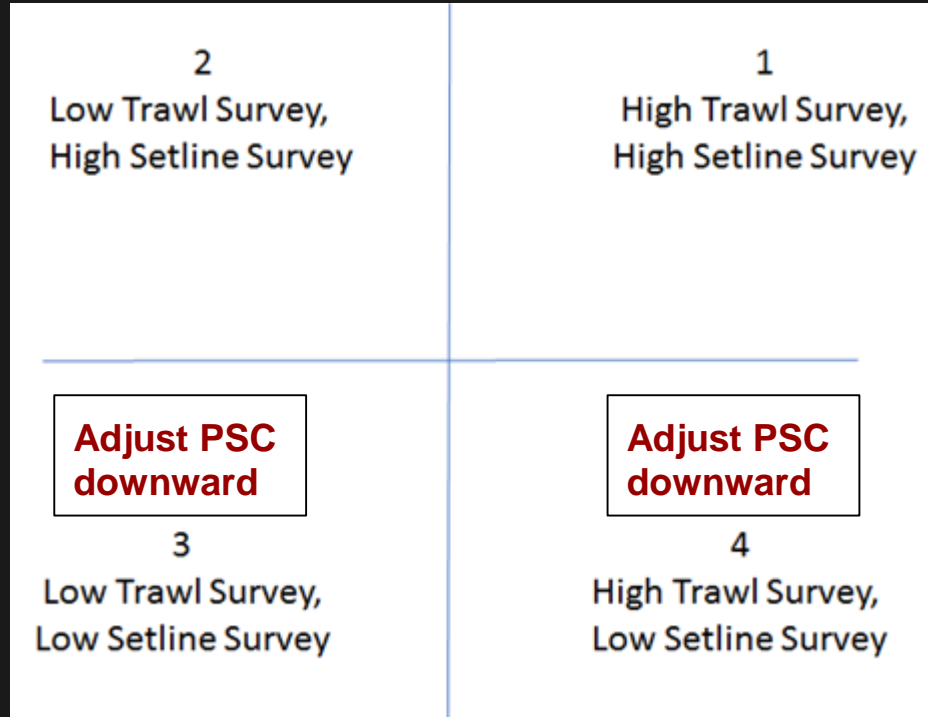 2
Low Trawl Survey,
High Setline Survey
1
High Trawl Survey,
High Setline Survey
Adjust PSC
downward
3
Low Trawl Survey,
Low Setline Survey
Adjust PSC
downward
4
High Trawl Survey,
Low Setline Survey